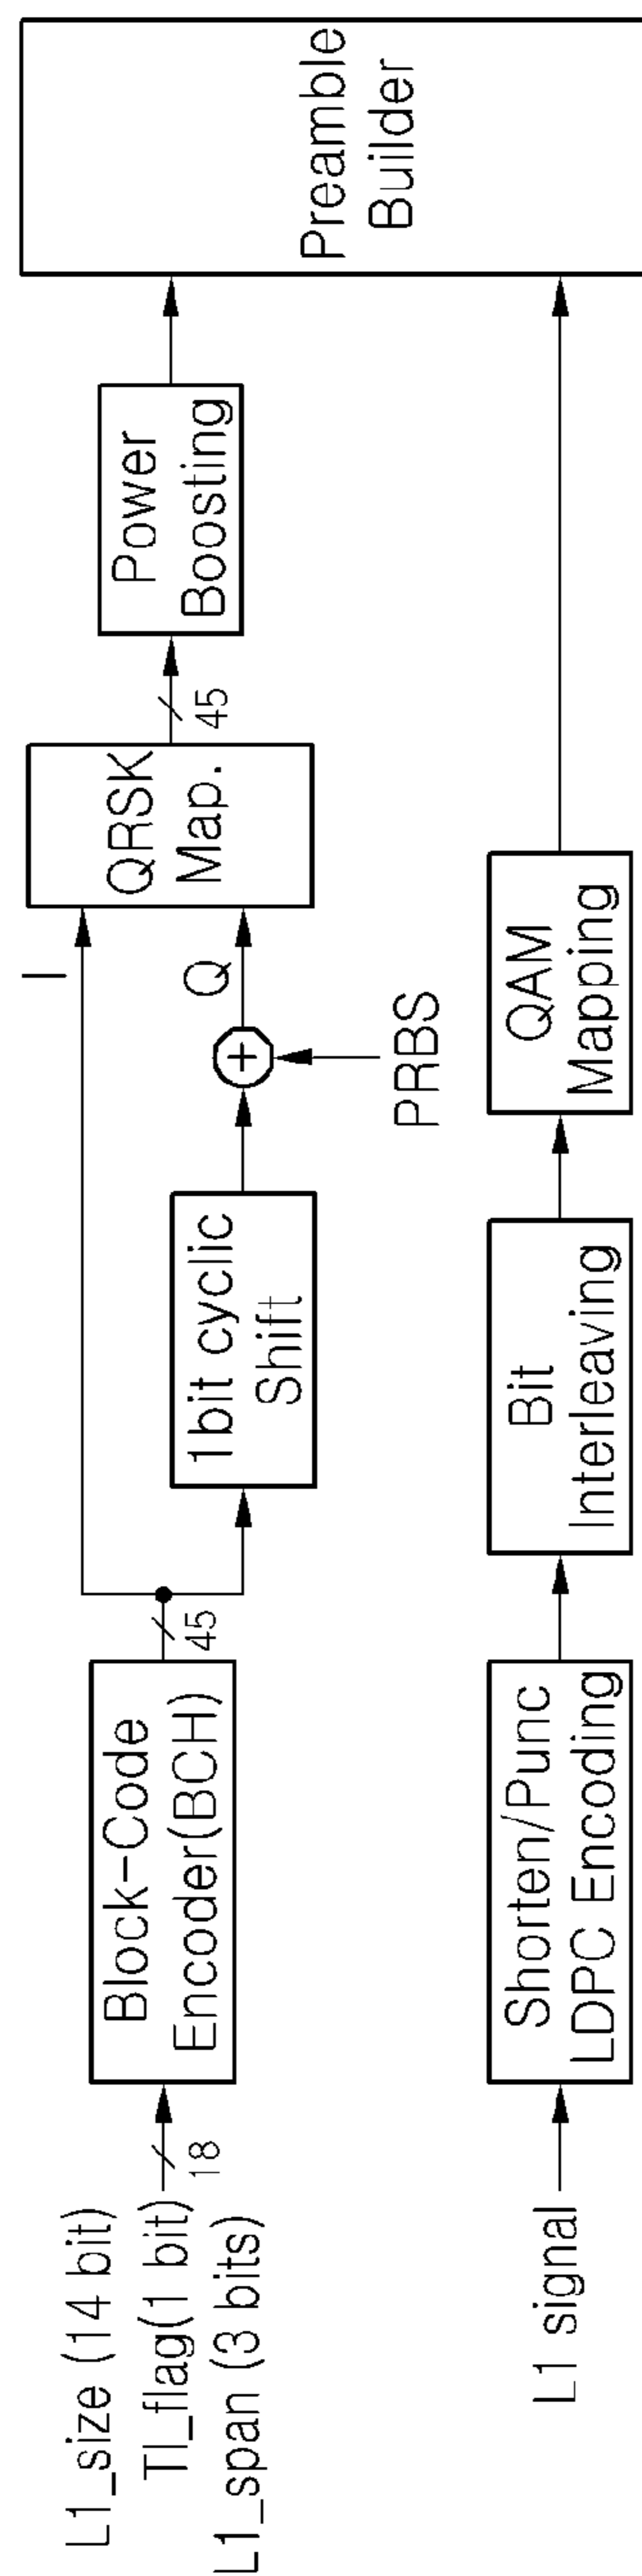 L1_size (14 bit)
TI_flag(1 bit)
L1_span (3 bits)
18
Block-Code
Encoder(BCH)
45
1bit cyclic
Shift
I
Q
PRBS
QRSK
Map.
45
Power
Boosting
Preamble
Builder
L1 signal
Shorten/Punc
LDPC Encoding
Bit
Interleaving
QAM
Mapping